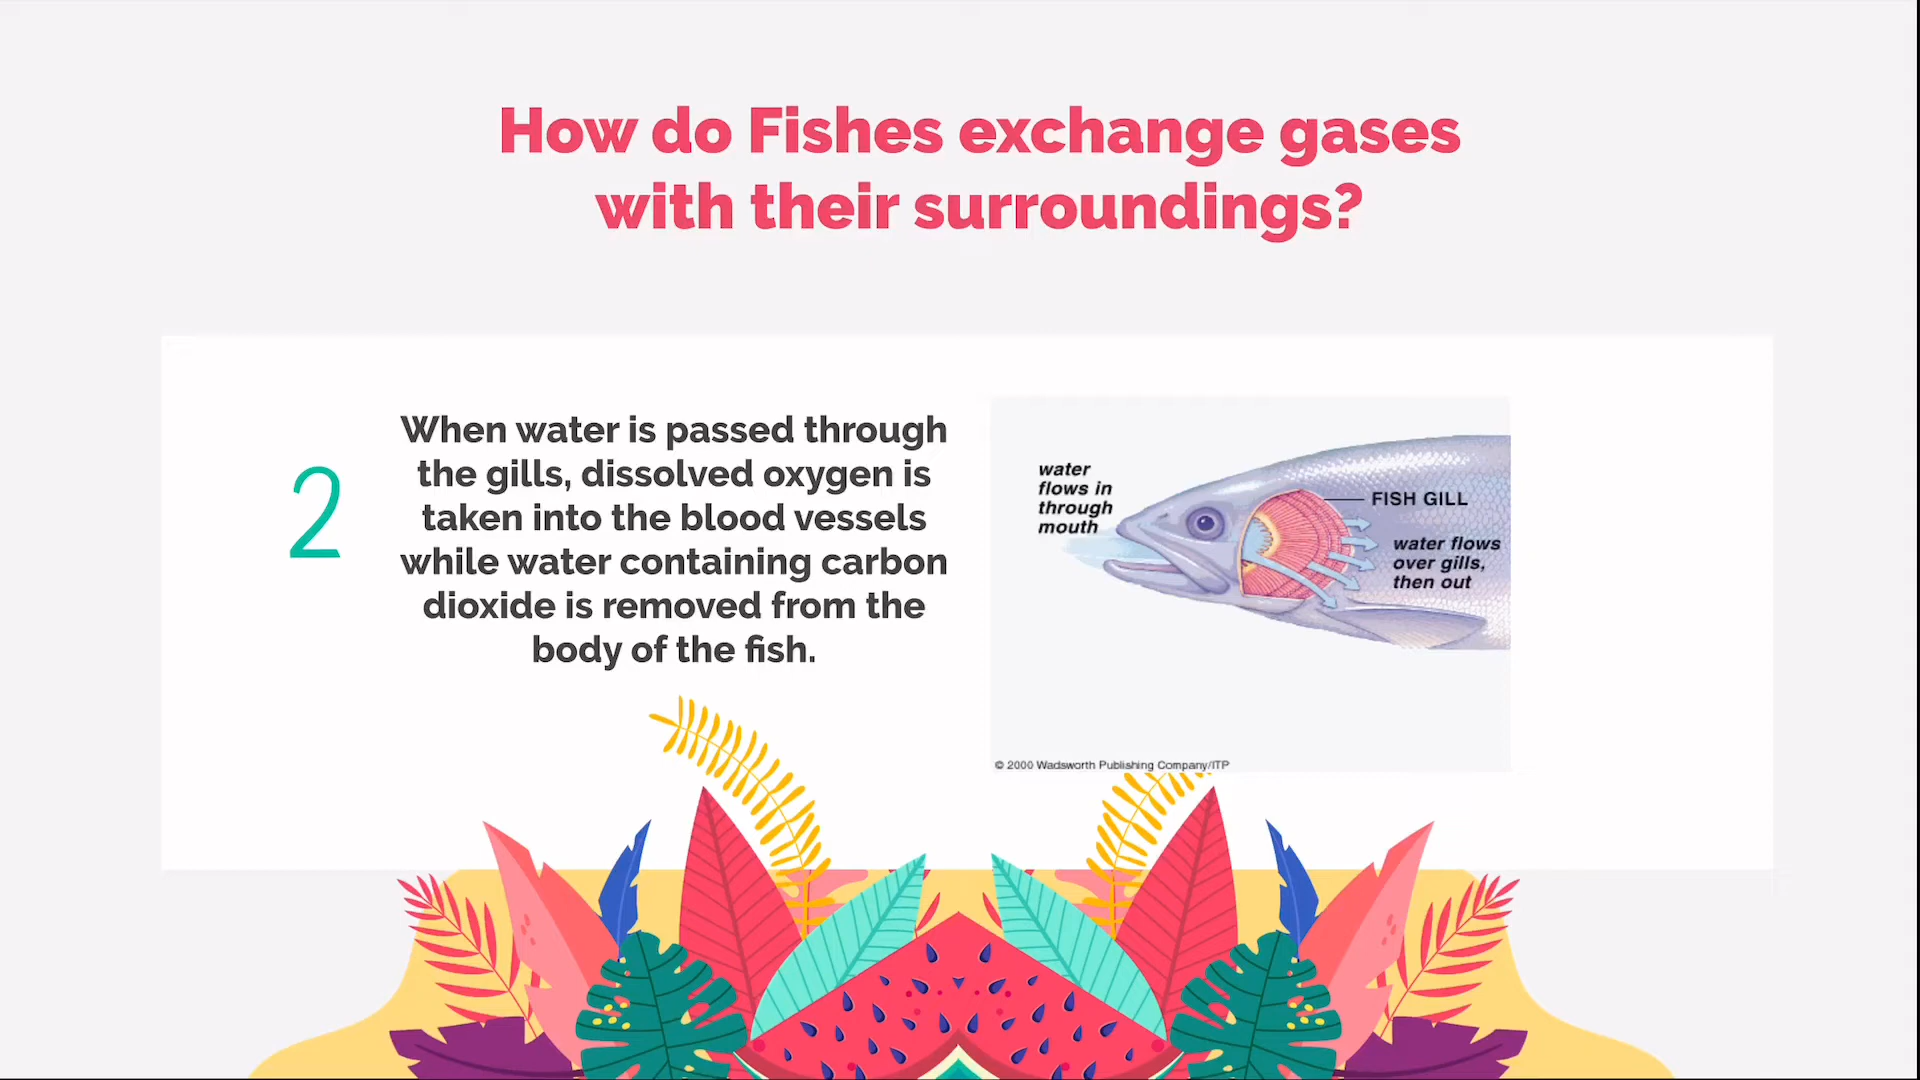 How do Fishes exchange gases
with their surroundings?
2
When water is passed through
the gills, dissolved oxygen is
taken into the blood vessels
while water containing carbon
dioxide is removed from the
body of the fish.
water
flows in
through
mouth
FISH GILL
water flows
over gills,
then out
© 2000 Wadsworth Publishing Company/ITP